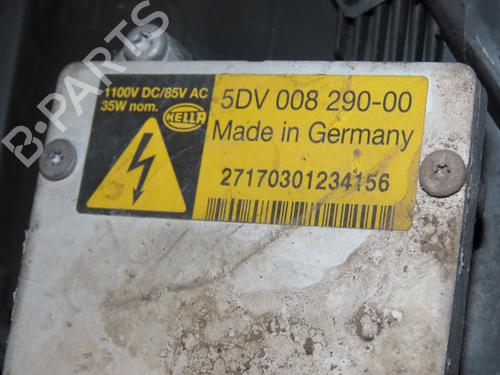 1100V DC/85V AC
35W nom.
HELLA
5DV 008 290-00
Made in Germany
27170301234156
B-PARTS